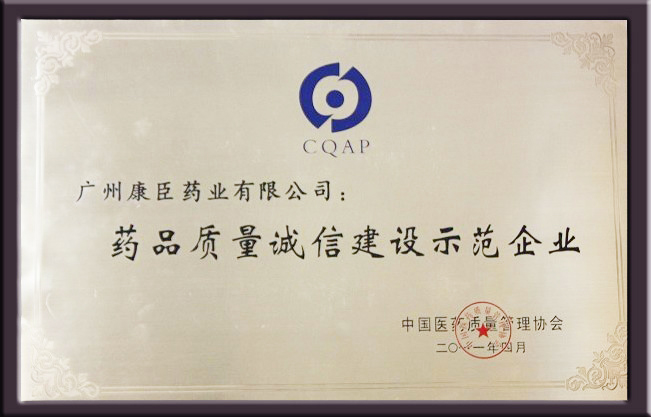 CQAP
广州康臣药业有限公司：
药品质量诚信建设示范企业
中国医药质量管理协会
二〇一一年四月